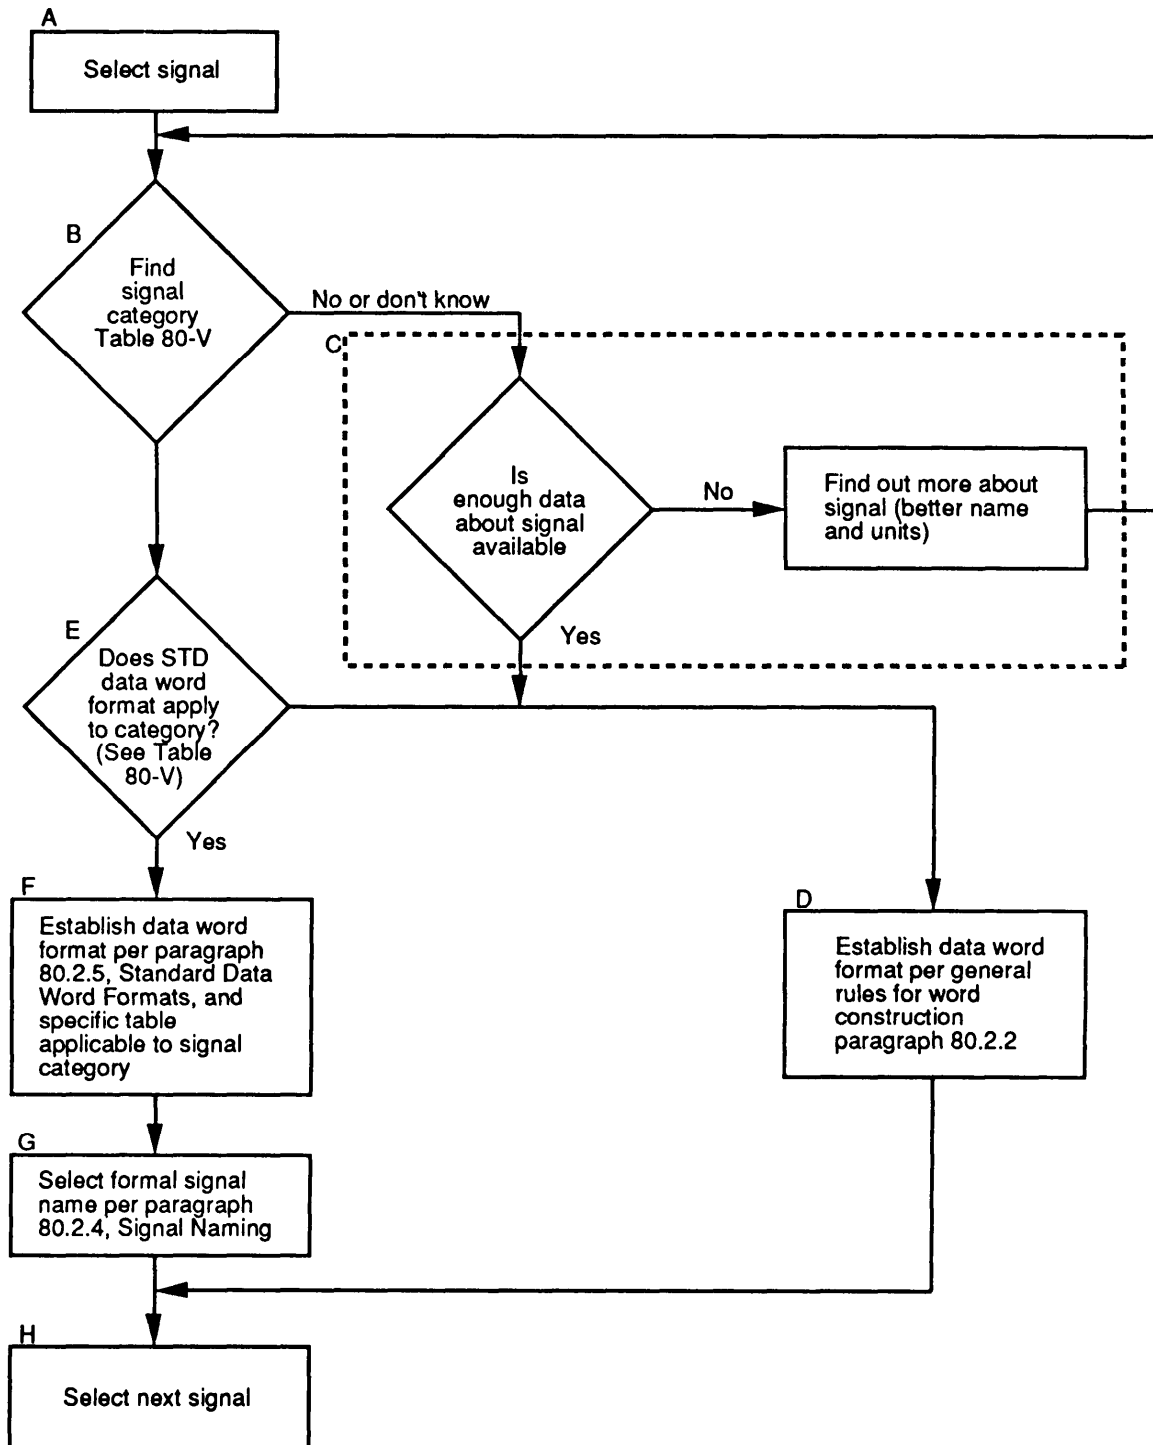 A
Select signal
B
Find
signal
category
Table 80-V
No or don't know
C
Is
enough data
about signal
available
No
Find out more about
signal (better name
and units)
Yes
E
Does STD
data word
format apply
to category?
(See Table
80-V)
Yes
F
Establish data word
format per paragraph
80.2.5, Standard Data
Word Formats, and
specific table
applicable to signal
category
D
Establish data word
format per general
rules for word
construction
paragraph 80.2.2
G
Select formal signal
name per paragraph
80.2.4, Signal Naming
H
Select next signal